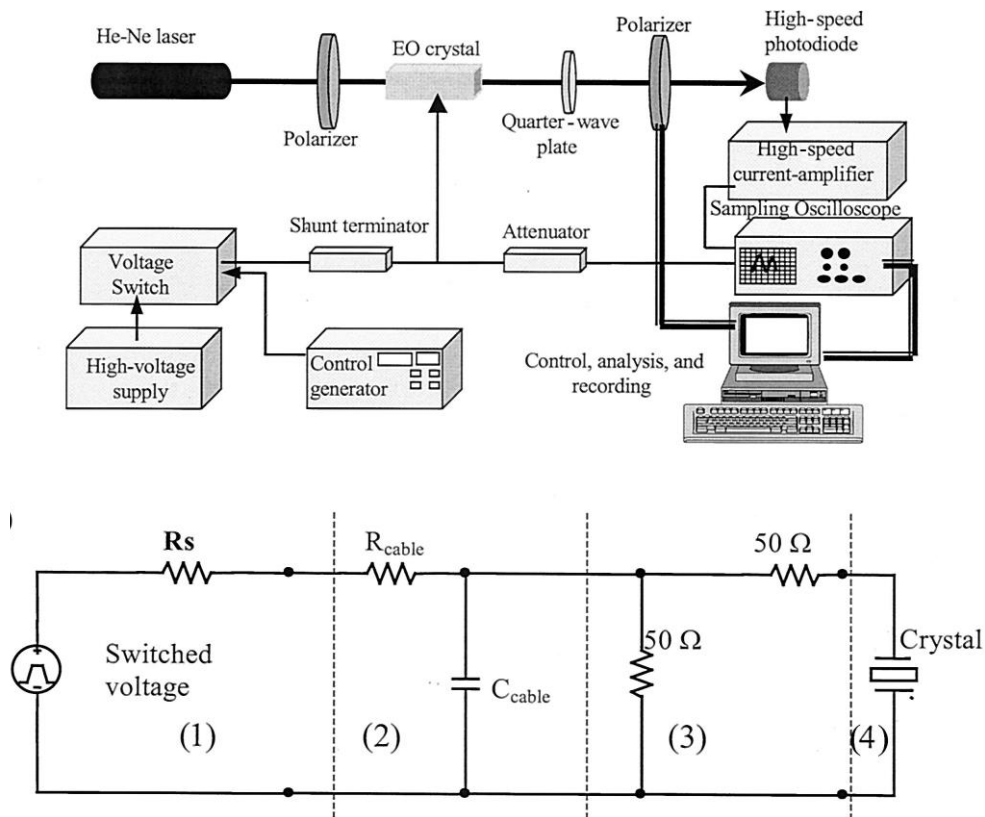 He-Ne laser
Polarizer
EO crystal
Quarter-wave
plate
Polarizer
High-speed
photodiode
High-speed
current-amplifier
Sampling Oscilloscope
Shunt terminator
Attenuator
Voltage
Switch
High-voltage
supply
Control
generator
Control, analysis, and
recording
Rs
R_cable
50 Ω
50 Ω
Crystal
Switched
voltage
C_cable
(1)
(2)
(3)
(4)